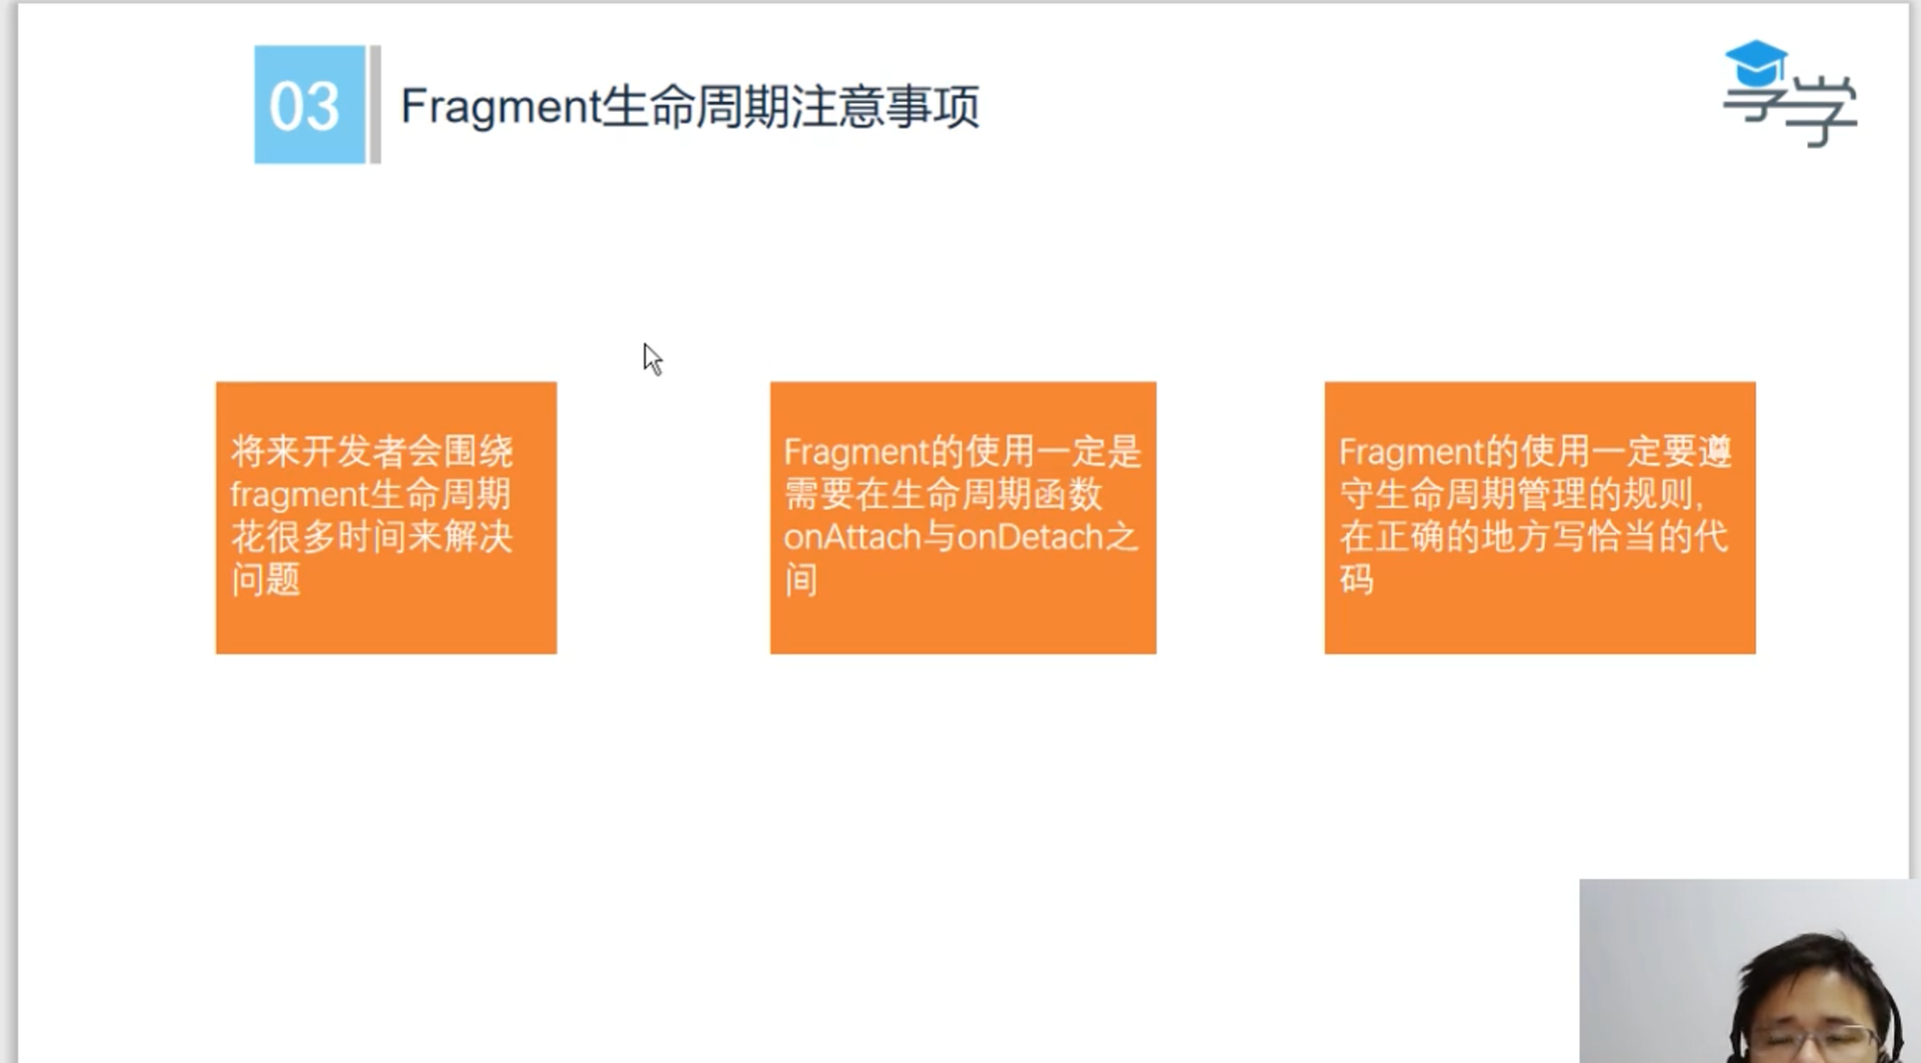 03
Fragment生命周期注意事项
享学
将来开发者会围绕
fragment生命周期
花很多时间来解决
问题
Fragment的使用一定是
需要在生命周期函数
onAttach与onDetach之
间
Fragment的使用一定要遵
守生命周期管理的规则,
在正确的地方写恰当的代
码